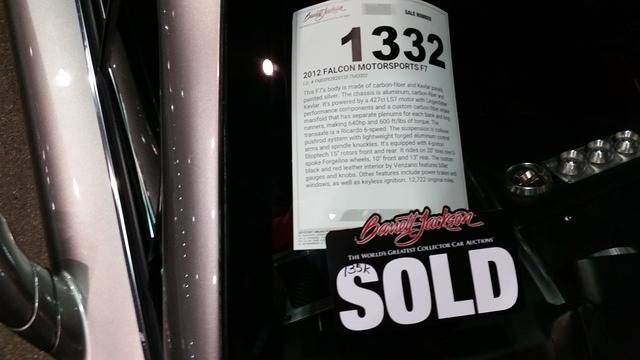 Barrett-Jackson
SALE NUMBER
1332
2012 FALCON MOTORSPORTS F7
This F7's body is made of carbon-fiber and Kevlar panels
painted silver. The chassis is aluminum, carbon-fiber and
Kevlar. It's powered by a 427ci LS7 motor with Lingenfelter
performance components and a custom carbon-fiber intake
manifold that has separate plenums for each bank and long
runners, making 640hp and 600 ft/lbs of torque. The
transaxle is a Ricardo 6-speed. The suspension is cantilever
pushrod system with lightweight forged aluminum control
arms and spindle knuckles. It's equipped with 4-piston
Stoptech 15" rotors front and rear. It rides on 20" tires over
spoke Forgeline wheels, 10" front and 13" rear. The custom
black and red leather interior by Venzano features billet
gauges and knobs. Other features include power brakes and
windows, as well as keyless ignition. 12,722 original miles.
Barrett-Jackson
THE WORLD'S GREATEST COLLECTOR CAR AUCTIONS
135k
SOLD